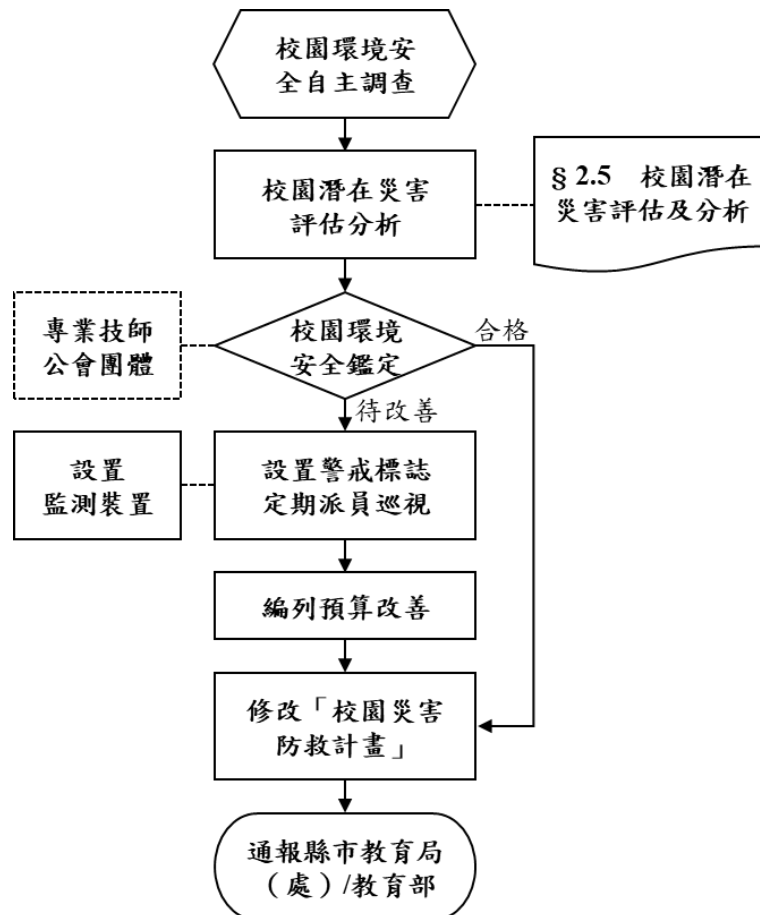 校園環境安
全自主調查
校園潛在災害
評估分析
§ 2.5 校園潛在
災害評估及分析
專業技師
公會團體
校園環境
安全鑑定
合格
待改善
設置
監測裝置
設置警戒標誌
定期派員巡視
編列預算改善
修改「校園災害
防救計畫」
通報縣市教育局
（處）/教育部